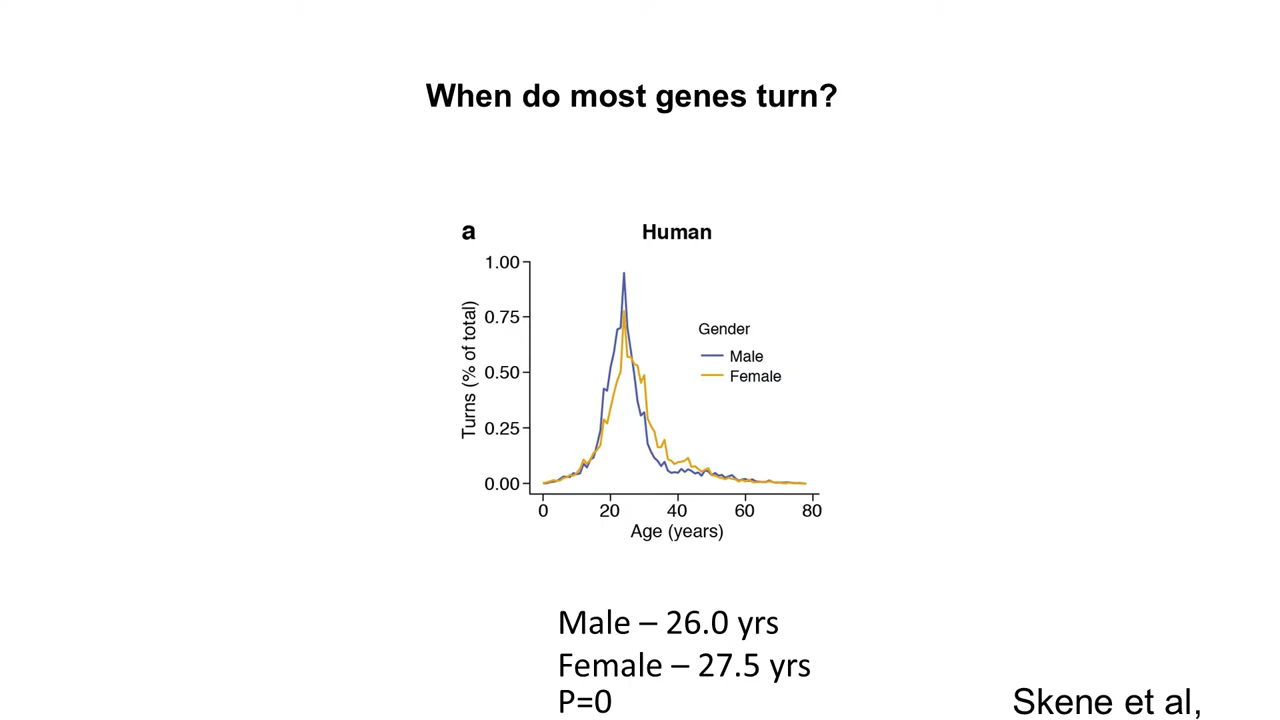 When do most genes turn?
a
Human
1.00
0.75
0.50
0.25
0.00
Turns (% of total)
Gender
Male
Female
0 20 40 60 80
Age (years)
Male – 26.0 yrs
Female – 27.5 yrs
P=0
Skene et al,